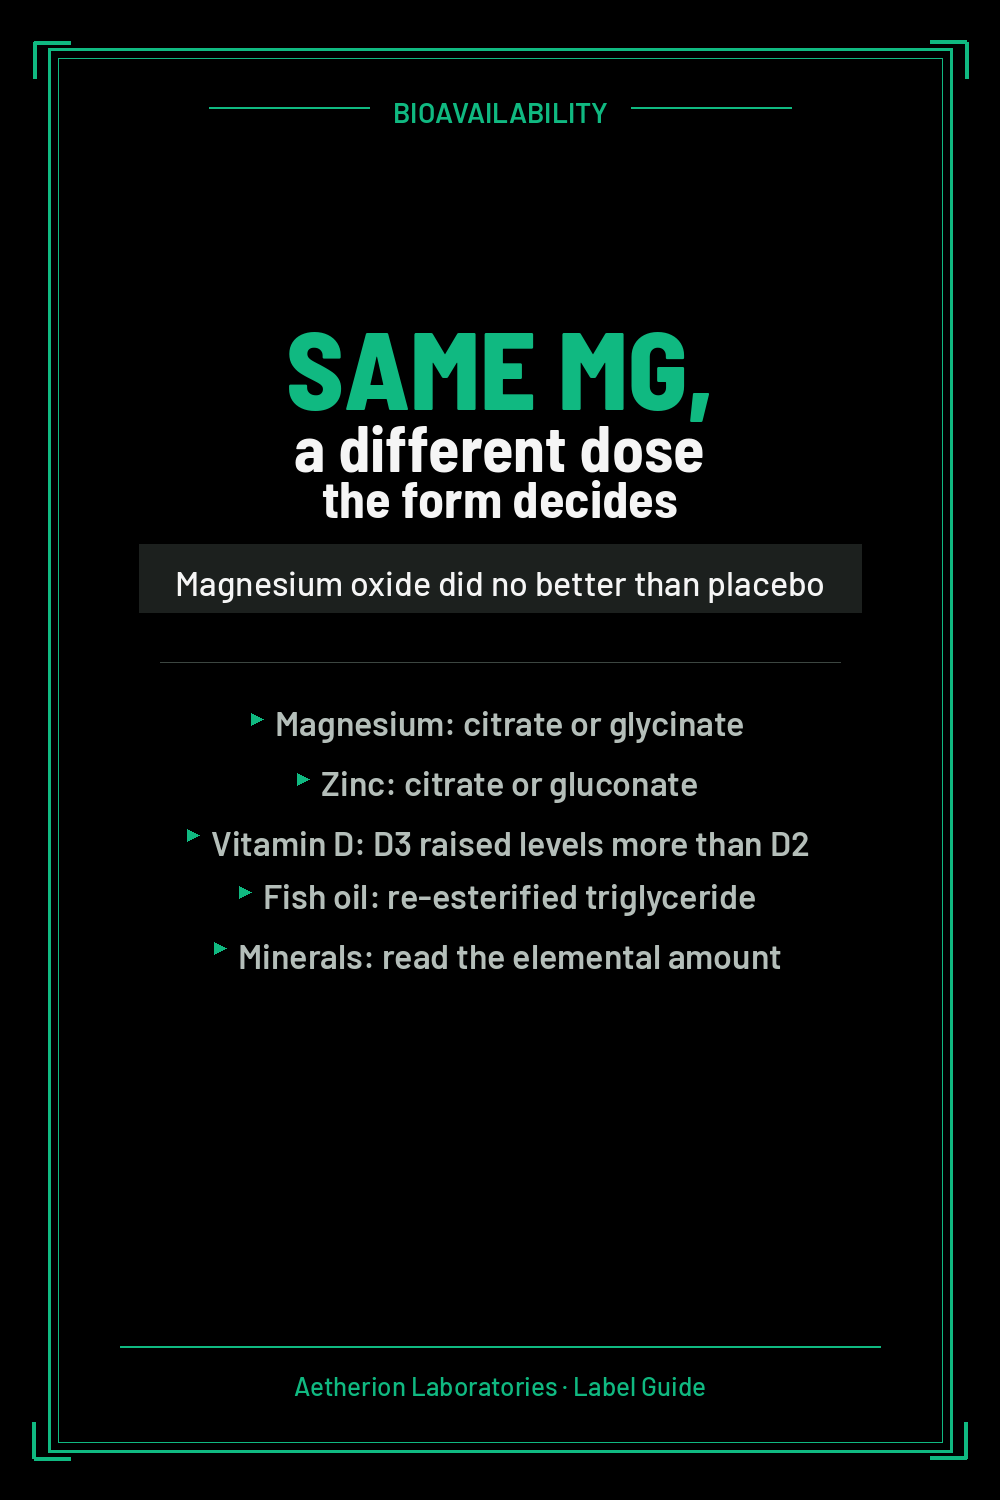 BIOAVAILABILITY
SAME MG,
a different dose
the form decides
Magnesium oxide did no better than placebo
Magnesium: citrate or glycinate
Zinc: citrate or gluconate
Vitamin D: D3 raised levels more than D2
Fish oil: re-esterified triglyceride
Minerals: read the elemental amount
Aetherion Laboratories · Label Guide